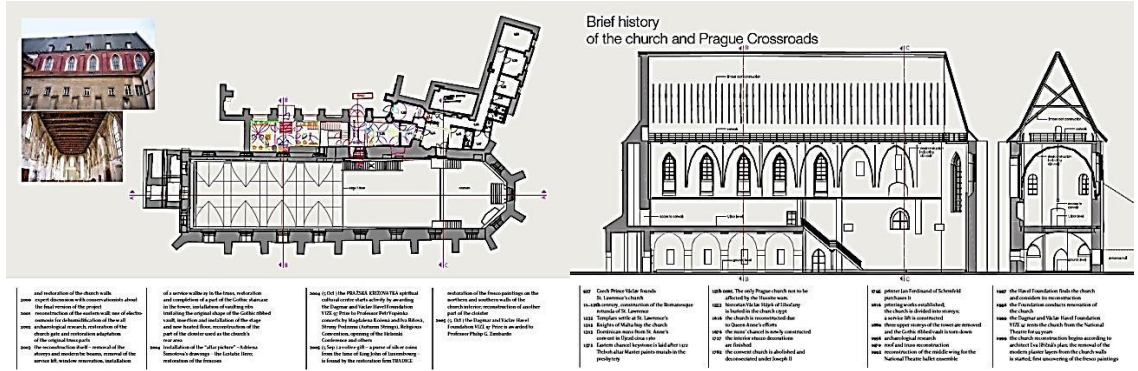 Brief history
of the church and Prague Crossroads
and restoration of the church walls
2000 expert discussion with conservationists about
the final version of the project
2001 reconstruction of the eastern wall; use of electro-
osmosis for dehumidification of the wall
2002 archaeological research, restoration of the
church gate and restoration adaptation
of the original truss parts
2003 the reconstruction itself – removal of the
storeys and modern tie beams, removal of the
service lift, window renovation, installation
of a service walkway in the truss, restoration
and completion of a part of the Gothic staircase
in the tower, installation of vaulting ribs
imitating the original shape of the Gothic ribbed
vault, insertion and installation of the stage
and new heated floor, reconstruction of the
part of the cloister and as the church's
rear area
2004 installation of the "altar picture" – Adriena
Šimotová's drawings – the Ecstatic Hero;
restoration of the frescoes
2004 (5 Oct.) the PRAŽSKÁ KŘIŽOVATKA spiritual
cultural centre starts activity by awarding
the Dagmar and Václav Havel Foundation
VIZE 97 Prize to Professor Petr Vopěnka
concerts by Magdalena Kožená and Iva Bittová,
Struny Podzimu (Autumn Strings), Religious
Convention, opening of the Helsinki
Conference and others
2005 (5 Sep.) a votive gift – a purse of silver coins
from the time of King John of Luxembourg –
is found by the restoration firm TRADICE
restoration of the fresco paintings on the
northern and southern walls of the
church interior; reconstruction of another
part of the cloister
2005 (5 Oct.) the Dagmar and Václav Havel
Foundation VIZE 97 Prize is awarded to
Professor Philip G. Zimbardo
927 Czech Prince Václav founds
St. Lawrence's church
11–12th century, construction of the Romanesque
rotunda of St. Lawrence
1232 Templars settle at St. Lawrence's
1312 Knights of Malta buy the church
1313 Dominican nuns from St. Anne's
convent in Újezd circa 1360
1372 Eastern chancel keystone is laid after 1372
Třeboň altar Master paints murals in the
presbytery
15th cent. The only Prague church not to be
affected by the Hussite wars
1553 historian Václav Hájek of Libočany
is buried in the church crypt
1616 the church is reconstructed due
to Queen Anne's efforts
1676 the nuns' chancel is newly constructed
1727 the interior stucco decorations
are finished
1782 the convent church is abolished and
deconsecrated under Joseph II
1795 printer Jan Ferdinand of Schönfeld
purchases it
1816 printing works established;
the church is divided into storeys;
a service lift is constructed
1860 three upper storeys of the tower are removed
and the Gothic ribbed vault is torn down
1956 archaeological research
1979 roof and truss reconstruction
1992 reconstruction of the middle wing for the
National Theatre ballet ensemble
1997 the Havel Foundation finds the church
and considers its reconstruction
1998 the Foundation conducts renovation of
the church
1999 the Dagmar and Václav Havel Foundation
VIZE 97 rents the church from the National
Theatre for 99 years
1999 the church reconstruction begins according to
architect Eva Jiřičná's plan; the removal of the
modern plaster layers from the church walls
is started, first uncovering of the fresco paintings